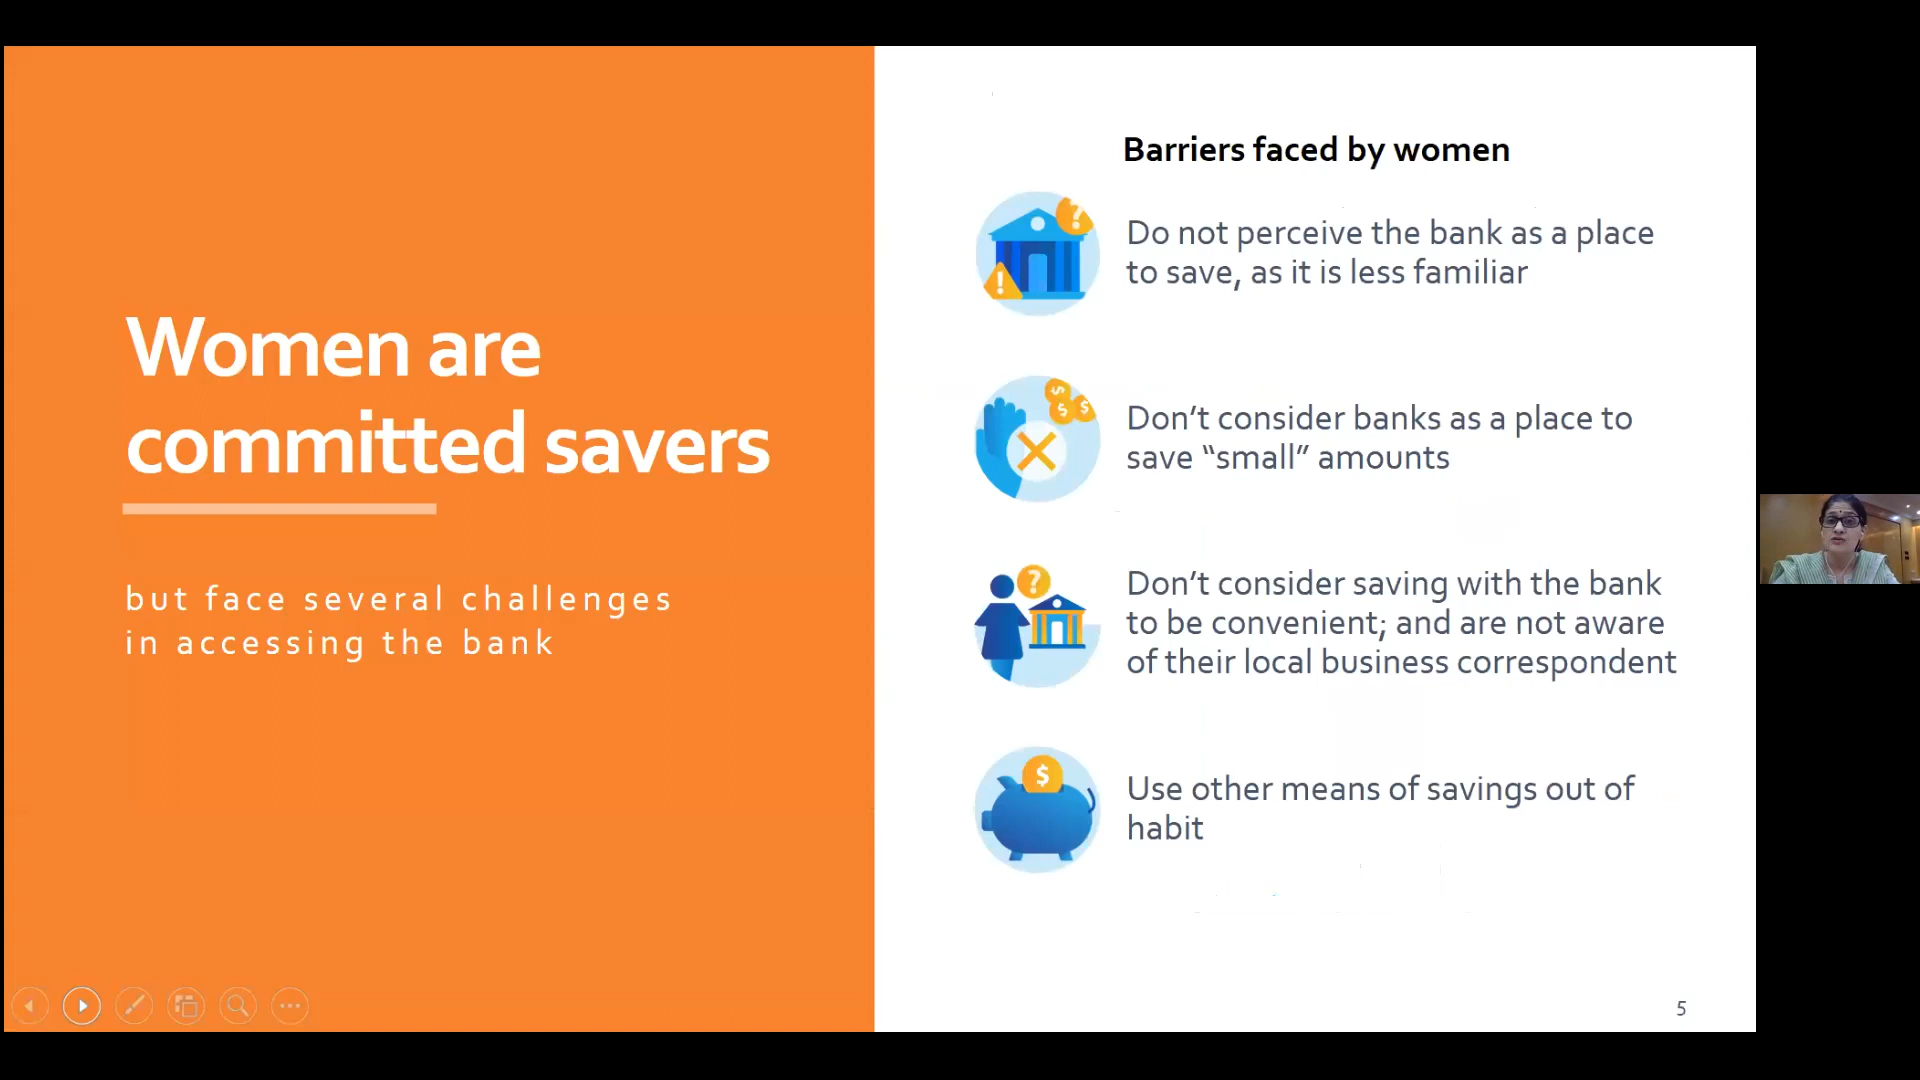 Women are
committed savers
but face several challenges
in accessing the bank
Barriers faced by women
Do not perceive the bank as a place
to save, as it is less familiar
Don’t consider banks as a place to
save “small” amounts
Don’t consider saving with the bank
to be convenient; and are not aware
of their local business correspondent
Use other means of savings out of
habit
5